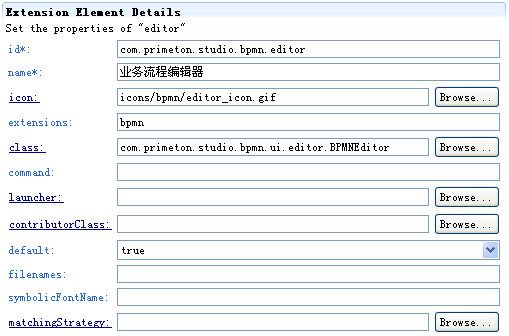 Extension Element Details
Set the properties of "editor"
id*: com.primeton.studio.bpmn.editor
name*: 业务流程编辑器
icon: icons/bpmn/editor_icon.gif Browse...
extensions: bpmn
class: com.primeton.studio.bpmn.ui.editor.BPMNEditor Browse...
command:
launcher: Browse...
contributorClass: Browse...
default: true
filenames:
symbolicFontName:
matchingStrategy: Browse...